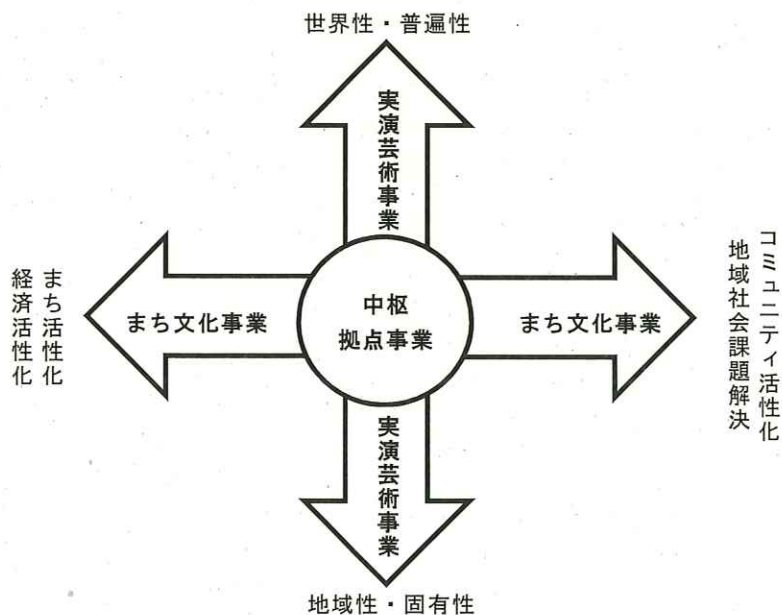 世界性・普遍性
実演芸術事業
まち活性化
経済活性化
まち文化事業
中枢
拠点事業
まち文化事業
コミュニティ活性化
地域社会課題解決
実演芸術事業
地域性・固有性